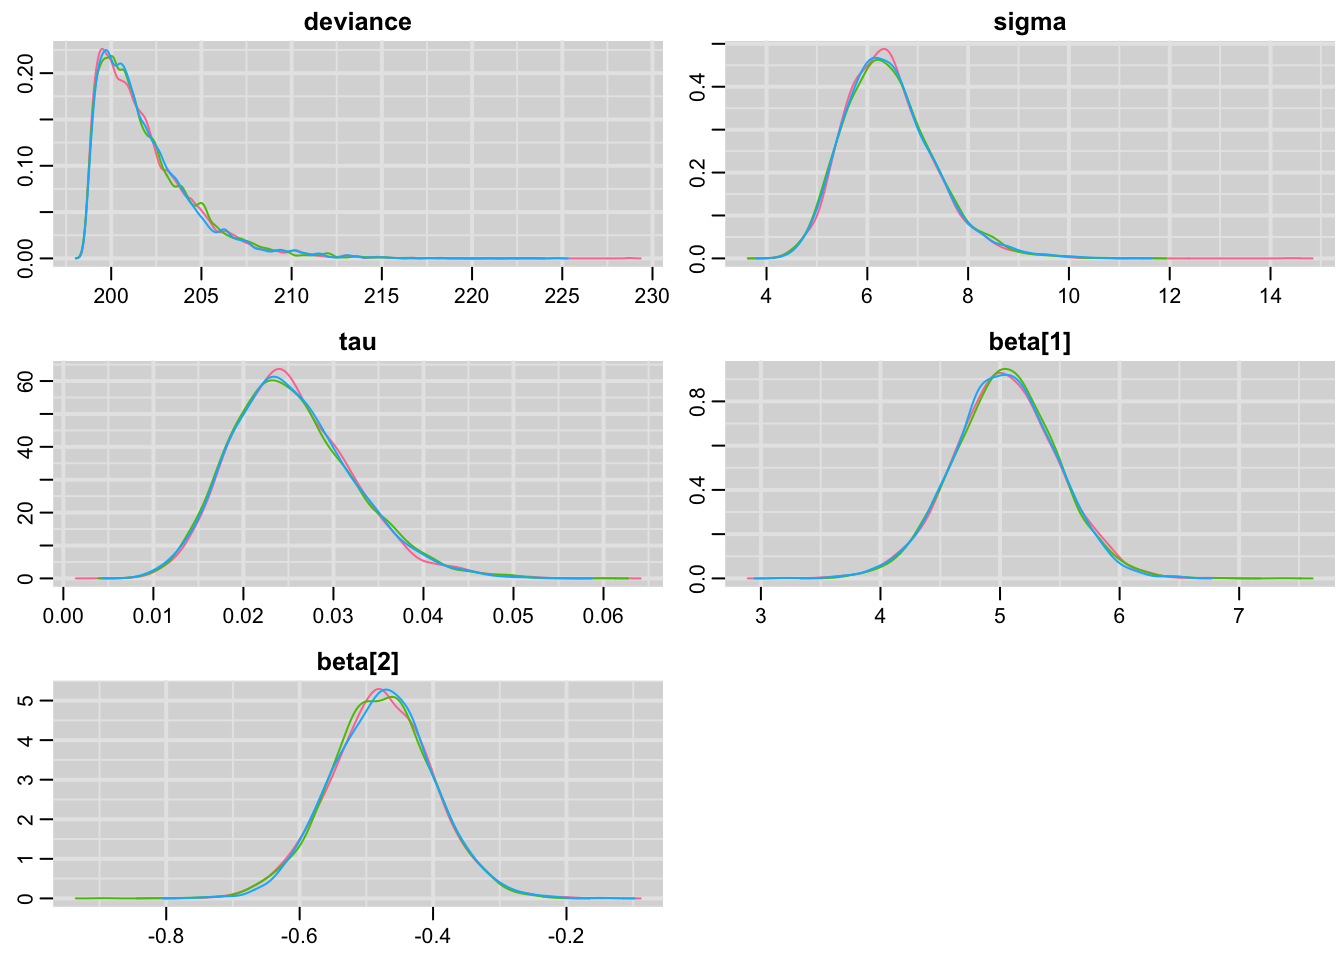 deviance
0.00 0.10 0.20
200 205 210 215 220 225 230
sigma
0.0 0.2 0.4
4 6 8 10 12 14
tau
0 20 40 60
0.00 0.01 0.02 0.03 0.04 0.05 0.06
beta[1]
0.0 0.4 0.8
3 4 5 6 7
beta[2]
0 1 2 3 4 5
-0.8 -0.6 -0.4 -0.2